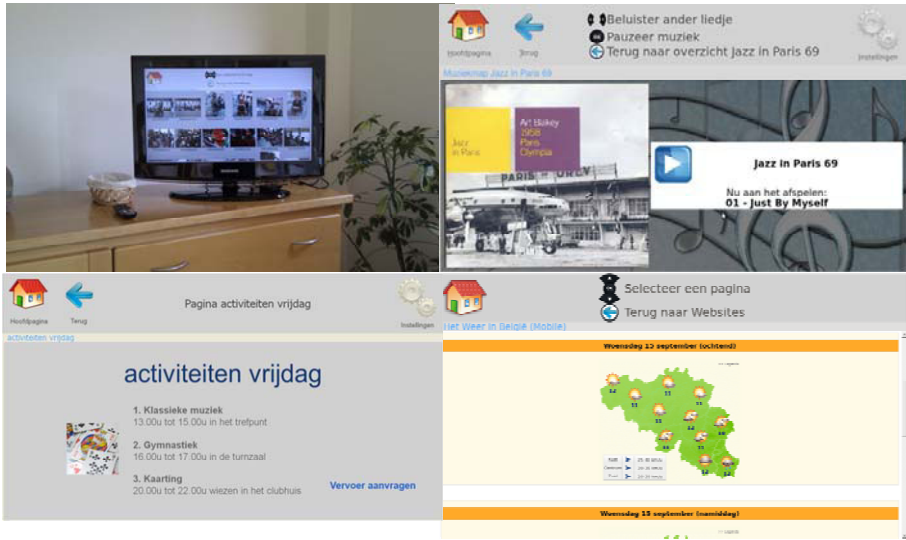 SAMSUNG
Hoofdpagina
Terug
Beluister ander liedje
Pauzeer muziek
Terug naar overzicht Jazz in Paris 69
Instellingen
Muziekmap Jazz in Paris 69
Jazz
in Paris
Art Blakey
1958
Paris
Olympia
PARIS ORLY
Jazz in Paris 69
Nu aan het afspelen:
01 - Just By Myself
Hoofdpagina
Terug
Pagina activiteiten vrijdag
Instellingen
activiteiten vrijdag
activiteiten vrijdag
1. Klassieke muziek
13.00u tot 15.00u in het trefpunt
2. Gymnastiek
16.00u tot 17.00u in de turnzaal
3. Kaarting
20.00u tot 22.00u wiezen in het clubhuis
Vervoer aanvragen
Selecteer een pagina
Terug naar Websites
Het Weer in België (Mobile)
Woensdag 15 september (ochtend)
Woensdag 15 september (namiddag)